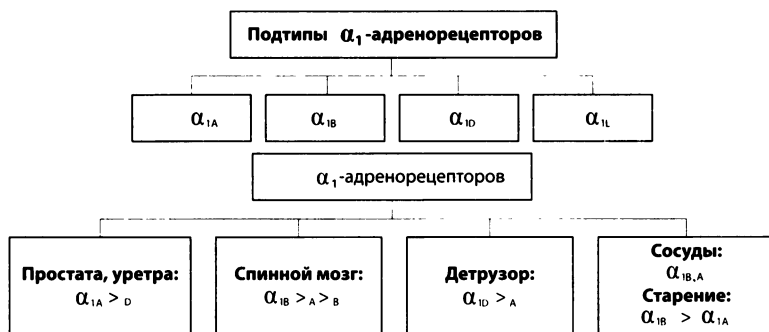 Подтипы α₁-адренорецепторов
α₁A
α₁B
α₁D
α₁L
α₁-адренорецепторов
Простата, уретра:
α₁A > D
Спинной мозг:
α₁B > A > B
Детрузор:
α₁D > A
Сосуды:
α₁B,A
Старение:
α₁B > α₁A